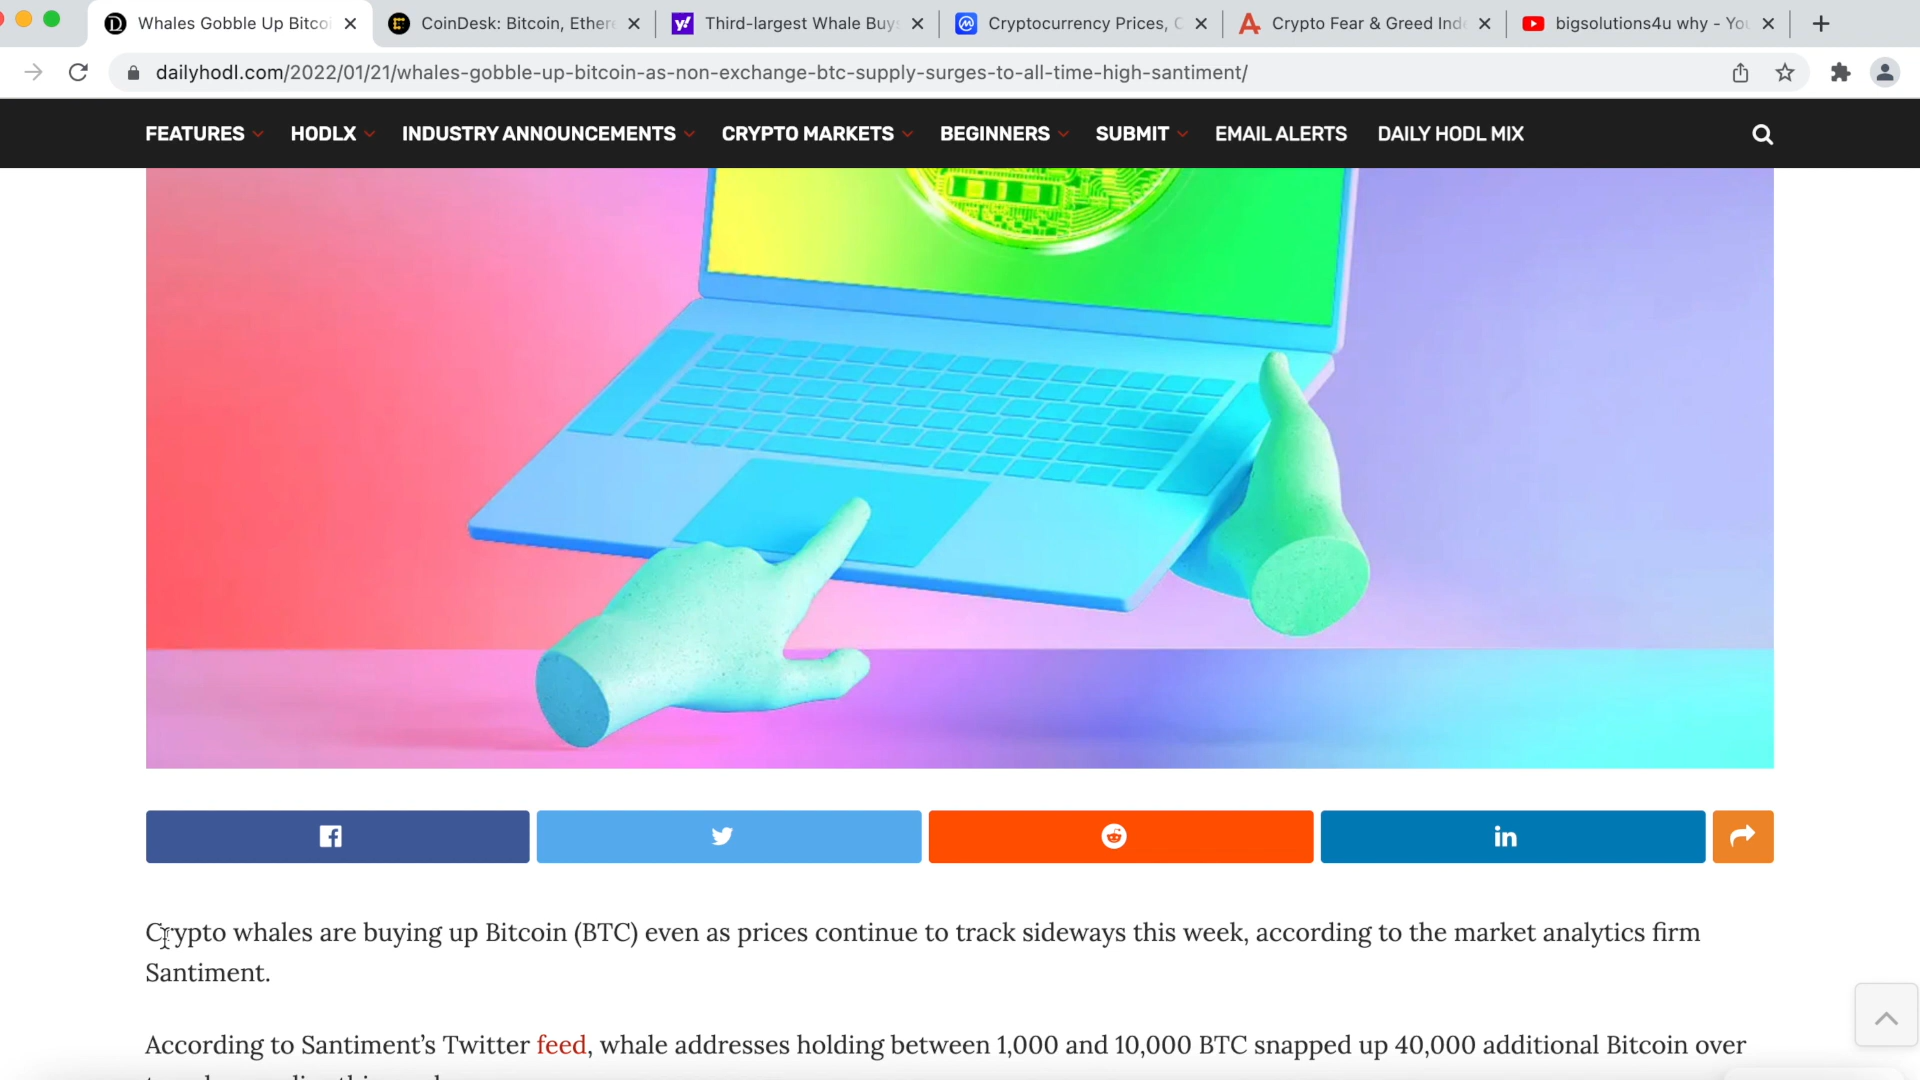 Whales Gobble Up Bitcoi
CoinDesk: Bitcoin, Ether
Third-largest Whale Buys
Cryptocurrency Prices, C
Crypto Fear & Greed Inde
bigsolutions4u why - You
dailyhodl.com/2022/01/21/whales-gobble-up-bitcoin-as-non-exchange-btc-supply-surges-to-all-time-high-santiment/
FEATURES HODLX INDUSTRY ANNOUNCEMENTS CRYPTO MARKETS BEGINNERS SUBMIT EMAIL ALERTS DAILY HODL MIX
Crypto whales are buying up Bitcoin (BTC) even as prices continue to track sideways this week, according to the market analytics firm
Santiment.
According to Santiment’s Twitter feed, whale addresses holding between 1,000 and 10,000 BTC snapped up 40,000 additional Bitcoin over